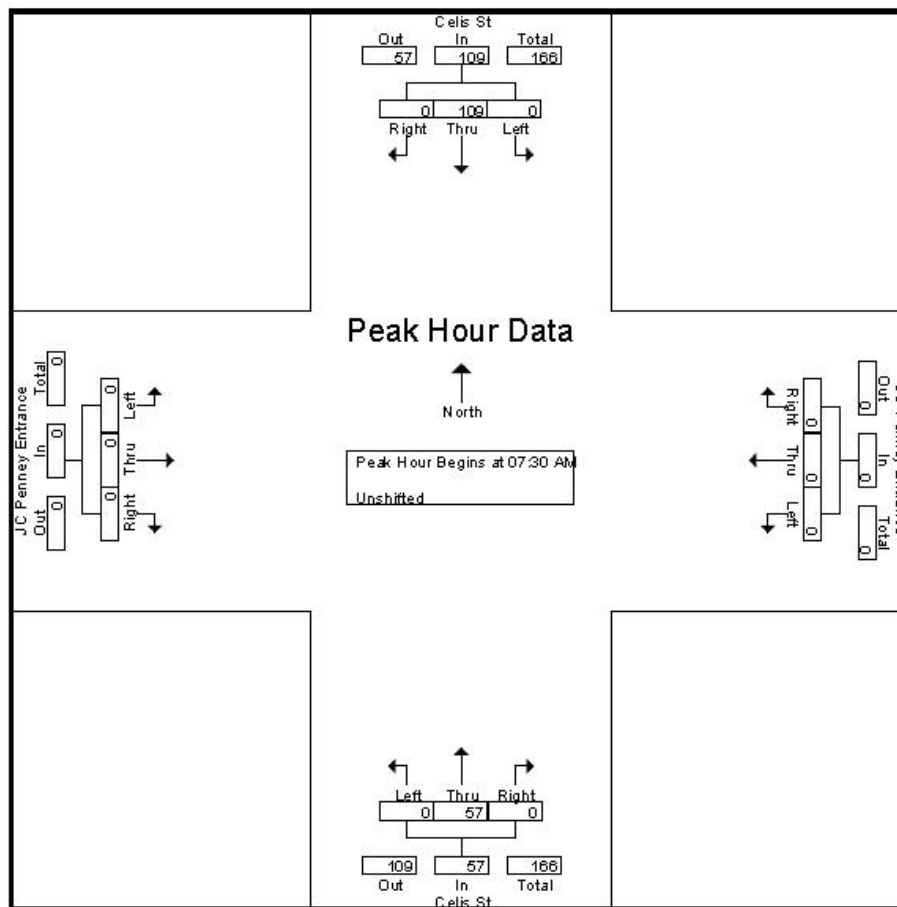 Celis St
Out In Total
57 109 166
0 109 0
Right Thru Left
Peak Hour Data
North
Peak Hour Begins at 07:30 AM
Unshifted
JC Penney Entrance
Total In Out
0 0 0
0 0 0
Left Thru Right
Right Thru Left
0 0 0
0 0 0
Out In Total
Left Thru Right
0 57 0
109 57 166
Out In Total
Celis St